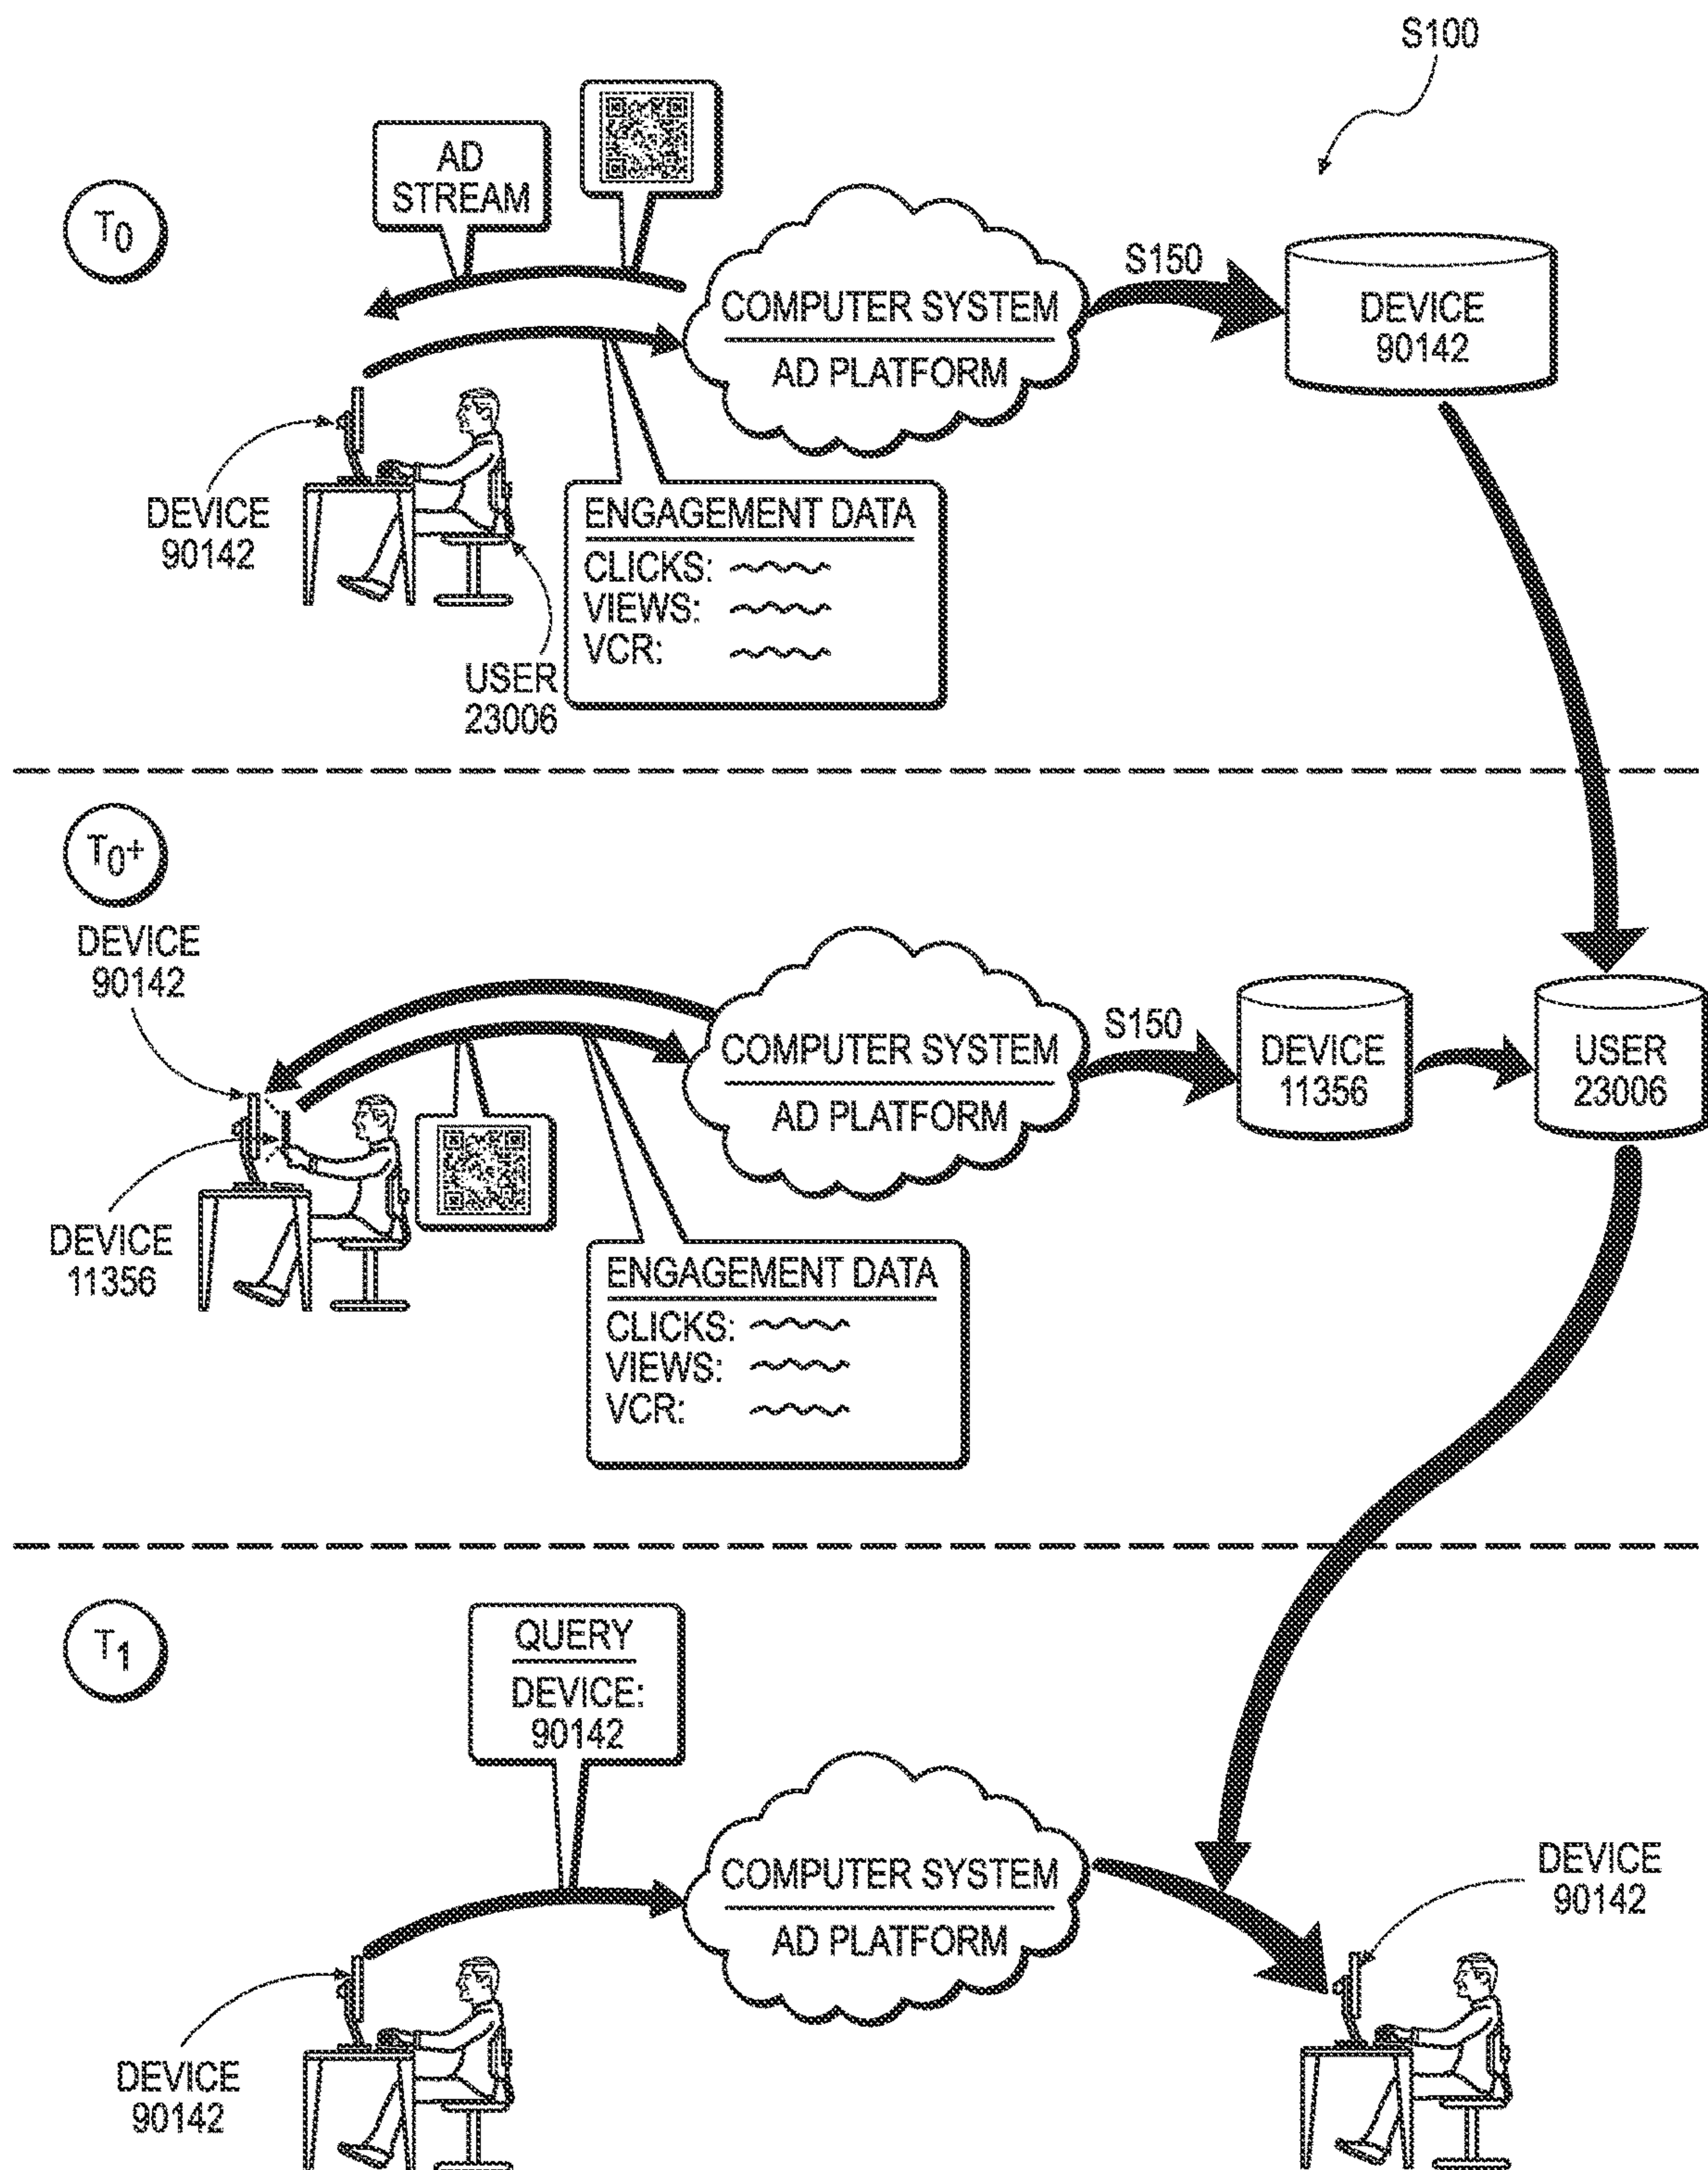 S100
T0
AD
STREAM
COMPUTER SYSTEM
AD PLATFORM
S150
DEVICE
90142
DEVICE
90142
USER
23006
ENGAGEMENT DATA
CLICKS:
VIEWS:
VCR:
T0+
DEVICE
90142
DEVICE
11356
COMPUTER SYSTEM
AD PLATFORM
S150
DEVICE
11356
USER
23006
ENGAGEMENT DATA
CLICKS:
VIEWS:
VCR:
T1
QUERY
DEVICE:
90142
COMPUTER SYSTEM
AD PLATFORM
DEVICE
90142
DEVICE
90142